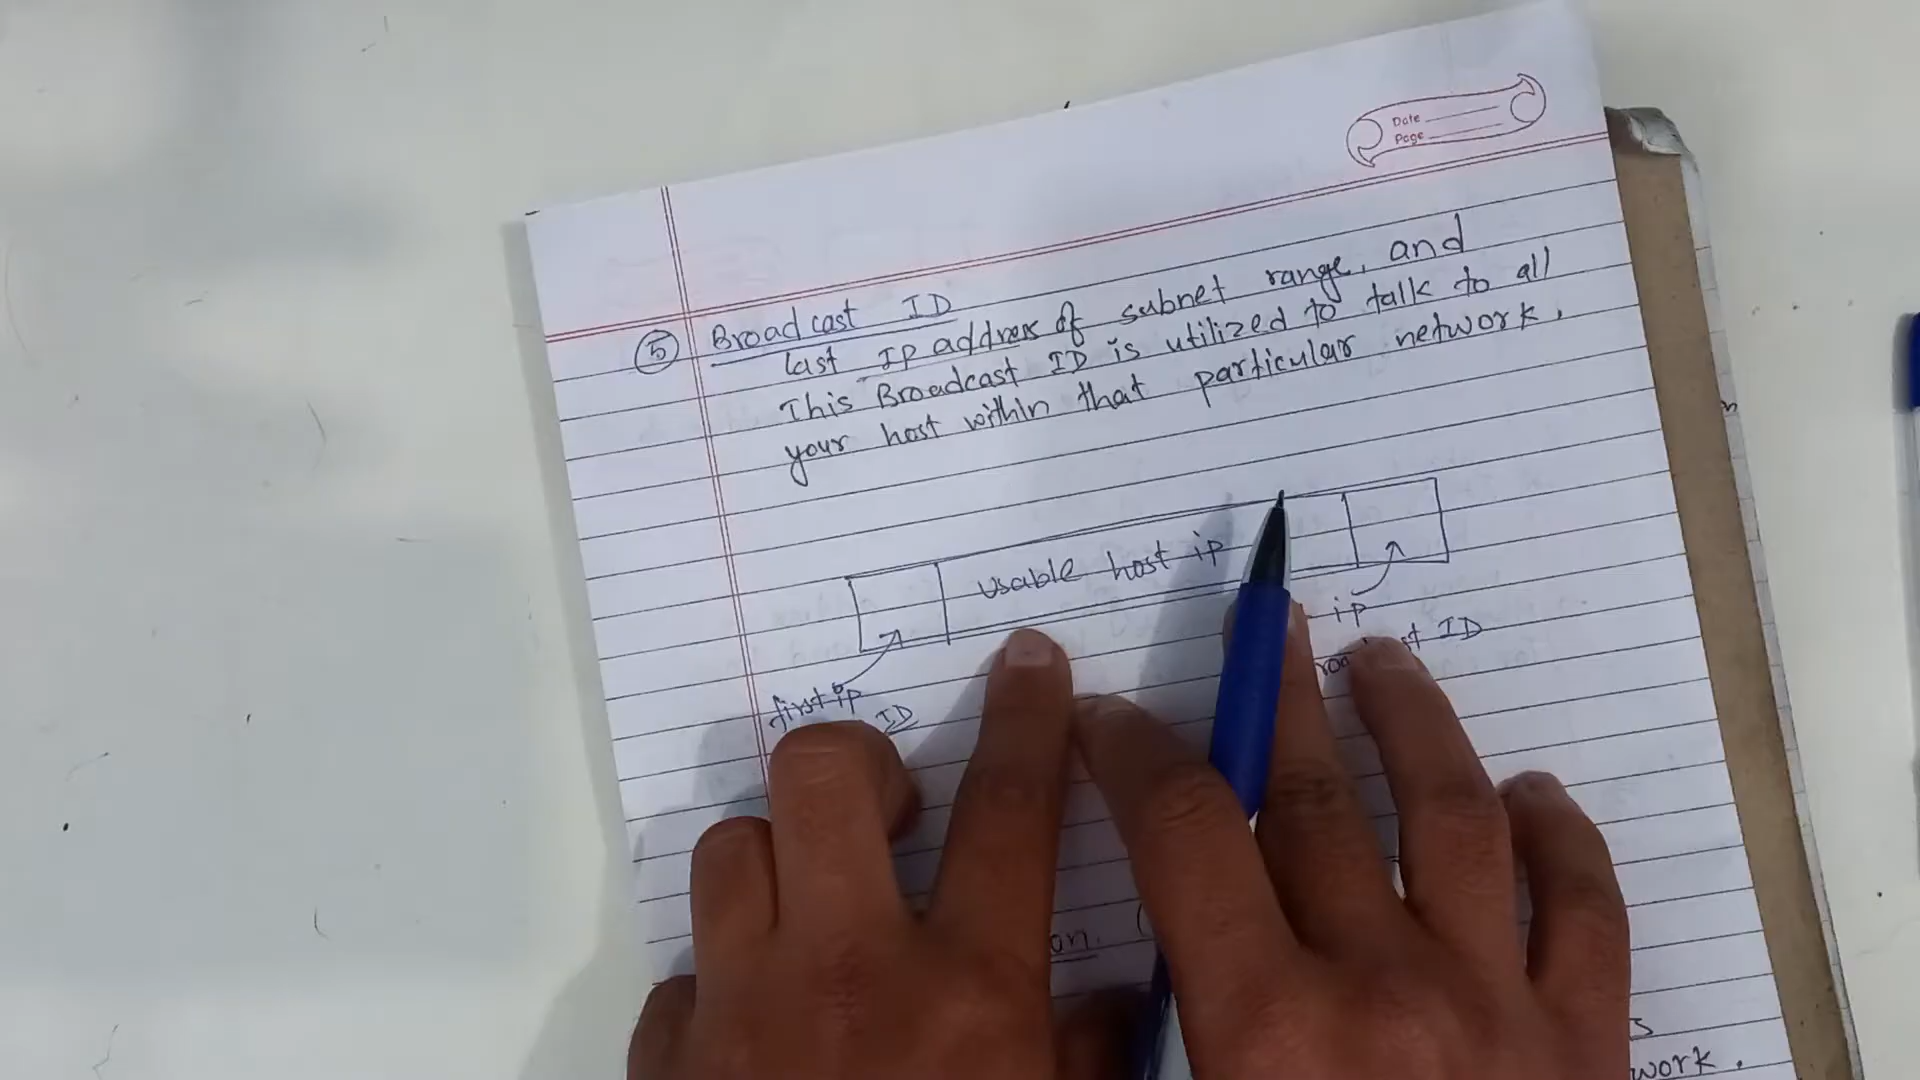 Date
Page
5 Broadcast ID
last IP address of subnet range, and
This Broadcast ID is utilized to talk to all
your host within that particular network.
usable host ip
ip
ID
first ip
ID
work.